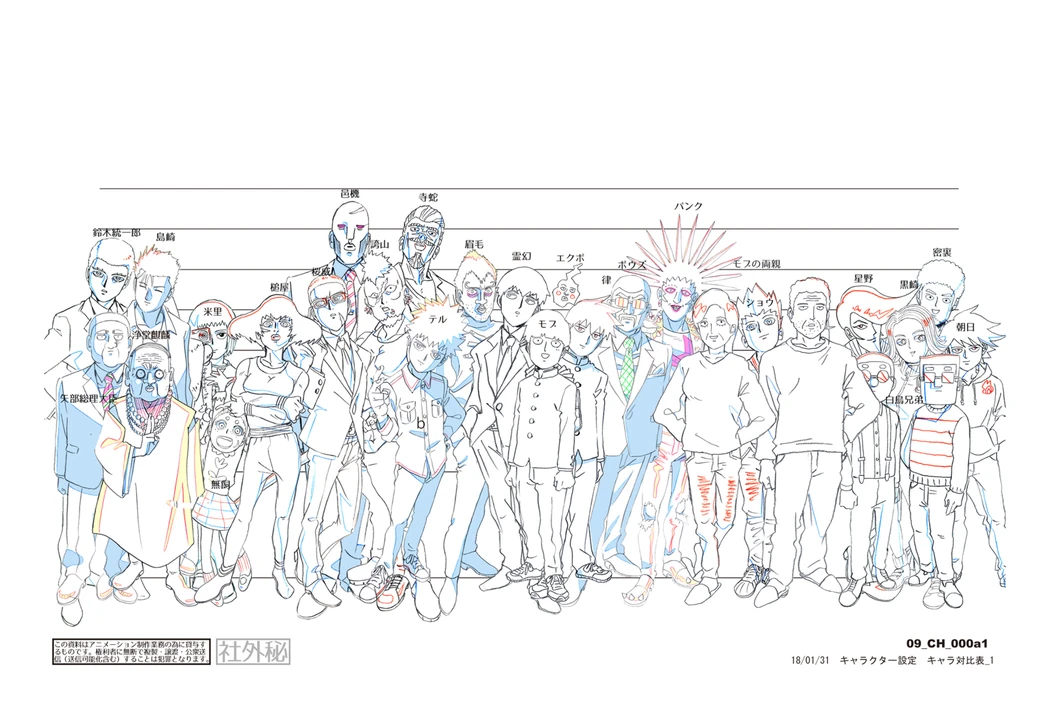 邑機
寺蛇
パンク
鈴木統一郎
島崎
誇山
眉毛
霊幻
エクボ
ボウズ
モブの両親
密裏
桜威
槌屋
律
星野
黒崎
米里
テル
モブ
ショウ
朝日
浄堂麒麟
矢部総理大臣
白鳥兄弟
b
無飼
この資料はアニメーション制作業務の為に貸与す
るものです。権利者に無断で複製・譲渡・公衆送
信（送信可能化含む）することは犯罪となります。
社外秘
09_CH_000a1
18/01/31 キャラクター設定 キャラ対比表_1